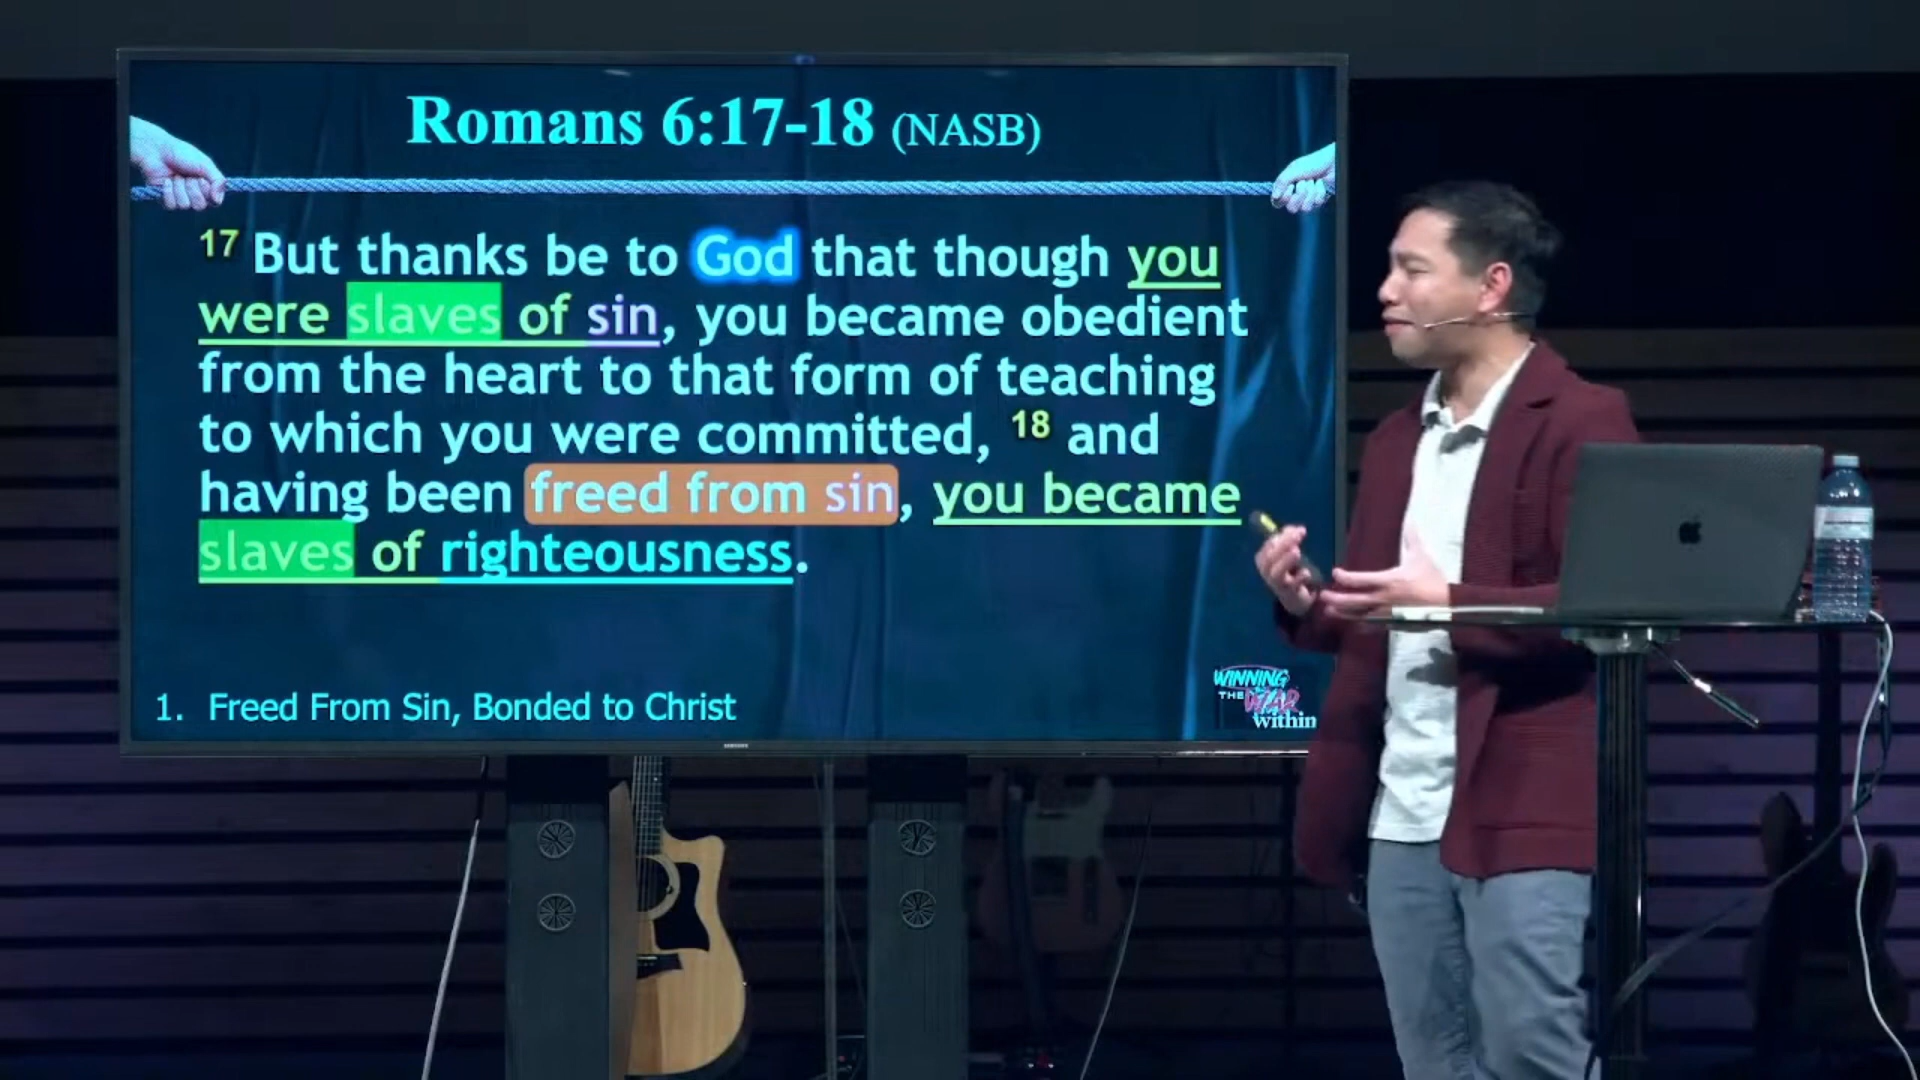 Romans 6:17-18 (NASB)
17 But thanks be to God that though you
were slaves of sin, you became obedient
from the heart to that form of teaching
to which you were committed, 18 and
having been freed from sin, you became
slaves of righteousness.
1. Freed From Sin, Bonded to Christ
WINNING
THE WAR
within
SAMSUNG